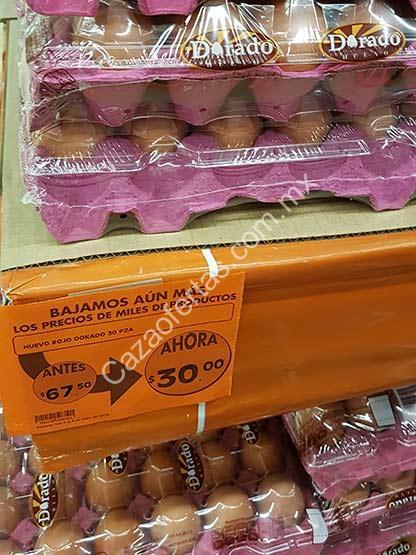 Dorado
Dorado
BAJAMOS AÚN MÁS
LOS PRECIOS DE MILES DE PRODUCTOS
HUEVO ROJO DORADO 30 PZA
ANTES
$67.50
AHORA
$30.00
Cazaofertas.com.mx
Dorado
Dorado
Dorado